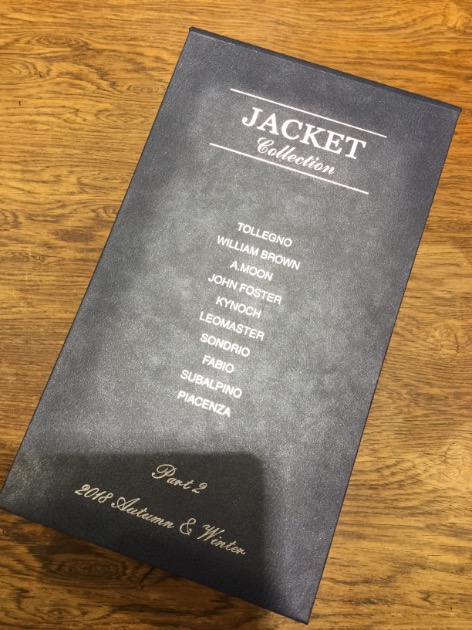 JACKET
Collection
TOLLEGNO
WILLIAM BROWN
A.MOON
JOHN FOSTER
KYNOCH
LEOMASTER
SONDRIO
FABIO
SUBALPINO
PIACENZA
Part 2
2018 Autumn & Winter